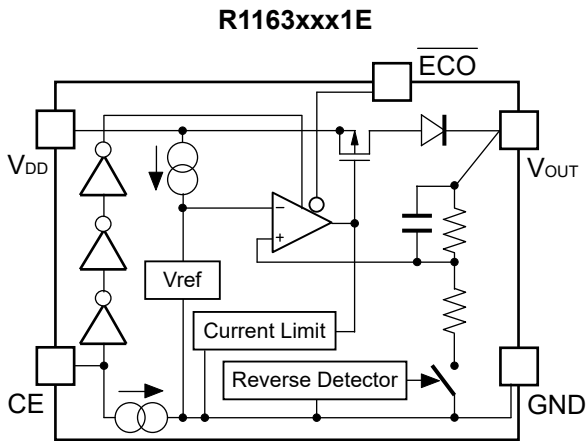 R1163xxx1E
ECO
VDD
VOUT
−
+
Vref
Current Limit
Reverse Detector
CE
GND